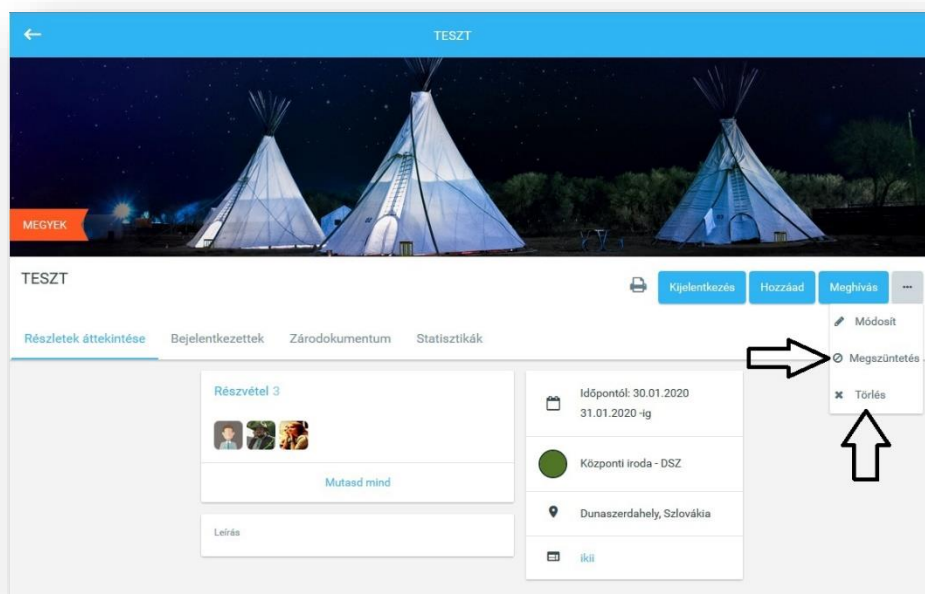 TESZT
MEGYEK
TESZT
Kijelentkezés
Hozzáad
Meghívás
Módosít
Megszüntetés
Törlés
Részletek áttekintése
Bejelentkezettek
Zárodokumentum
Statisztikák
Részvétel 3
Mutasd mind
Leírás
Időpontól: 30.01.2020
31.01.2020 -ig
Központi iroda - DSZ
Dunaszerdahely, Szlovákia
ikii